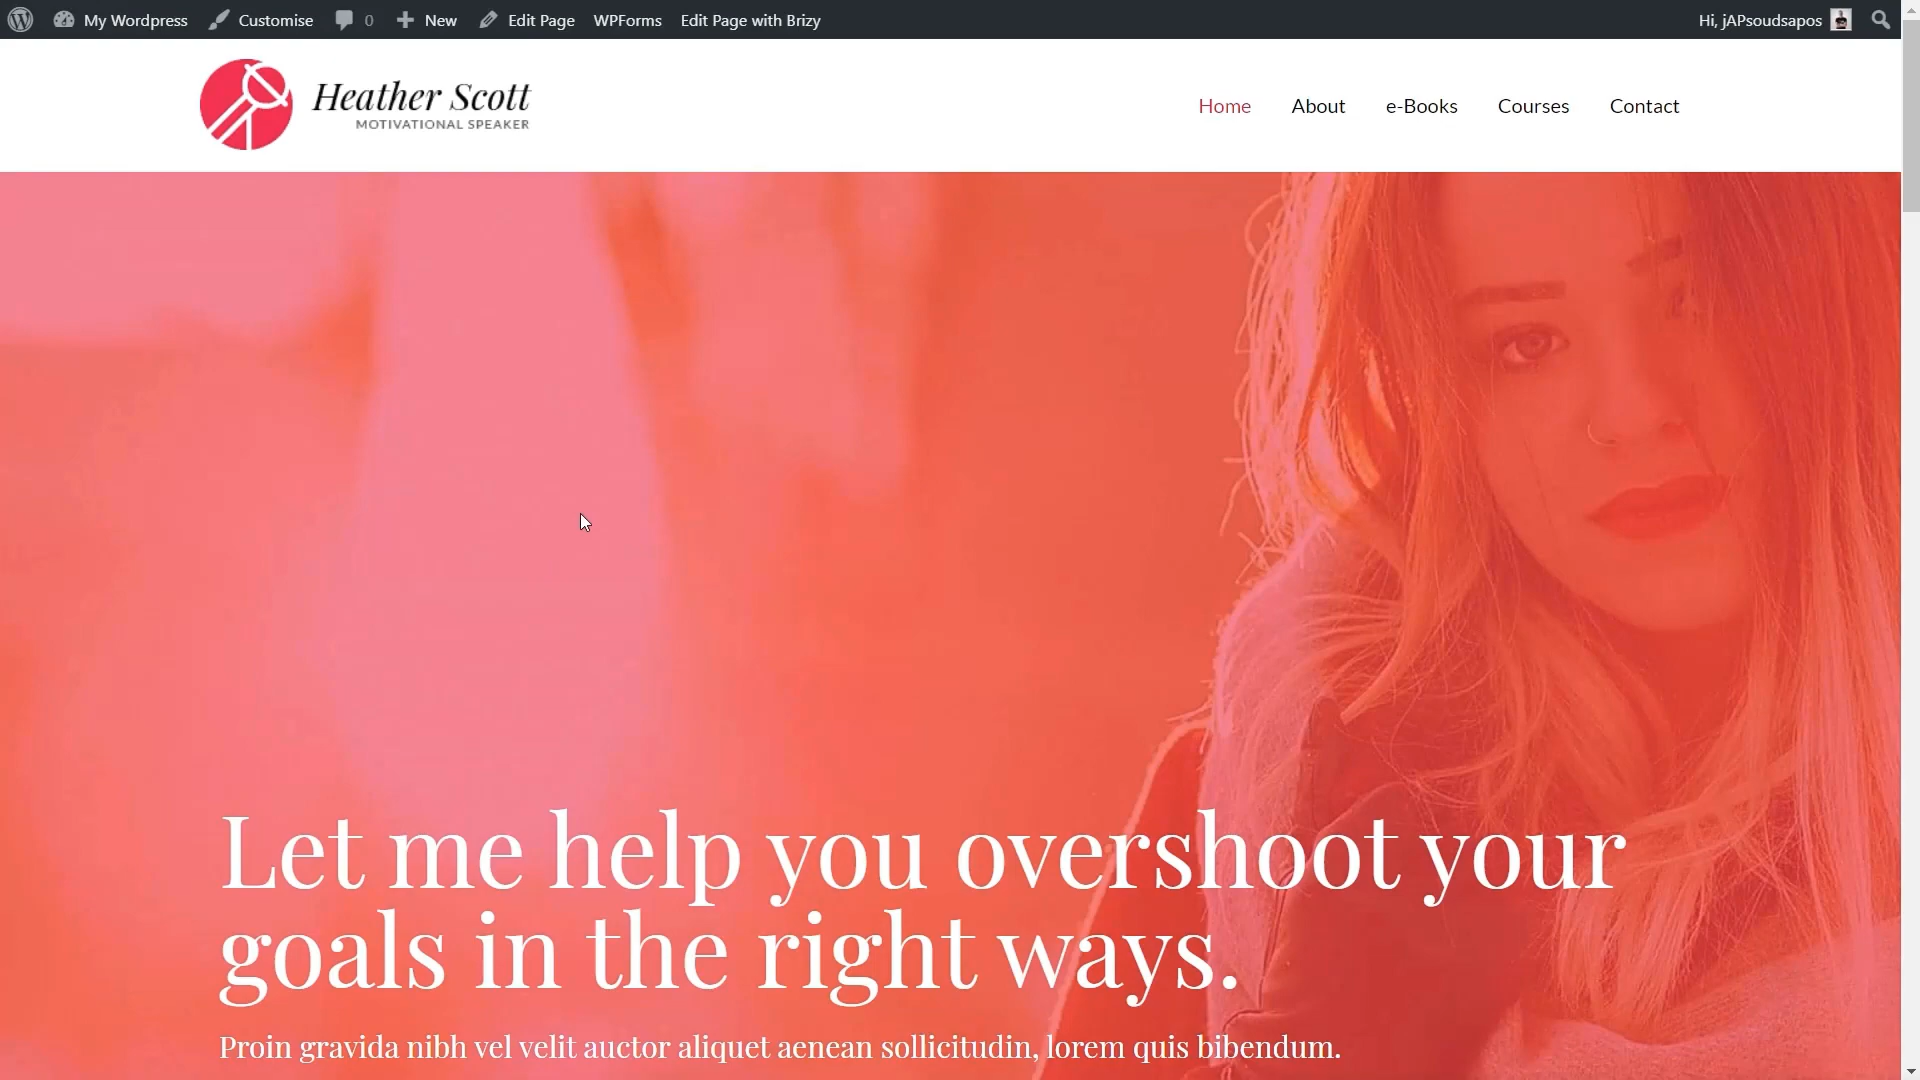 My Wordpress Customise 0 New Edit Page WPForms Edit Page with Brizy Hi, jAPsoudsapos
Heather Scott
MOTIVATIONAL SPEAKER
Home About e-Books Courses Contact
Let me help you overshoot your
goals in the right ways.
Proin gravida nibh vel velit auctor aliquet aenean sollicitudin, lorem quis bibendum.